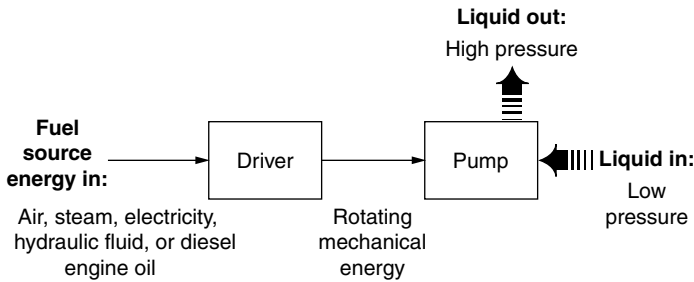 Liquid out:
High pressure
Fuel
source
energy in:
Driver
Pump
Liquid in:
Low
pressure
Air, steam, electricity,
hydraulic fluid, or diesel
engine oil
Rotating
mechanical
energy